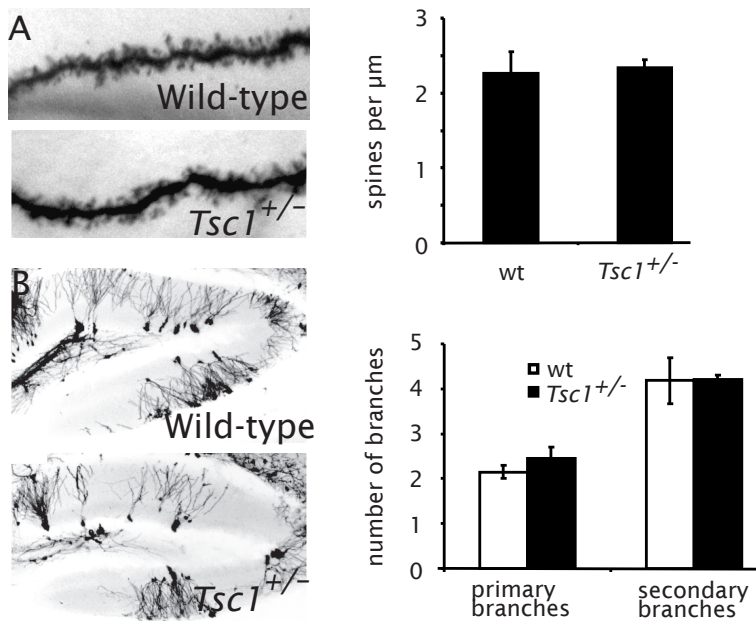 A
Wild-type
Tsc1+/-
spines per µm
3
2
1
0
wt
Tsc1+/-
B
Wild-type
Tsc1+/-
number of branches
5
4
3
2
1
0
wt
Tsc1+/-
primary
branches
secondary
branches